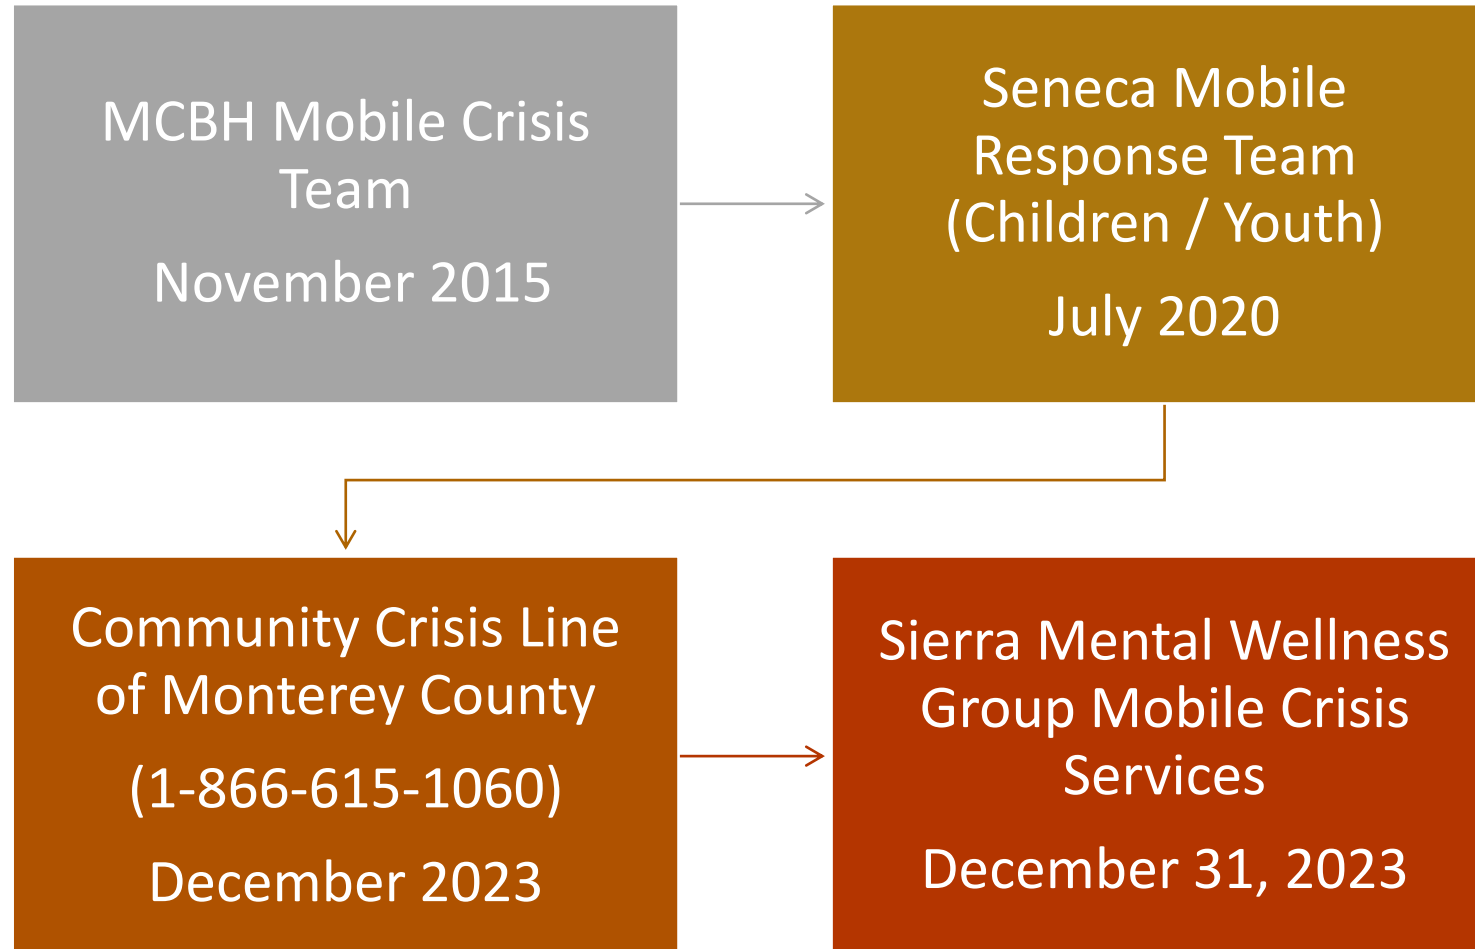 MCBH Mobile Crisis
Team
November 2015
Seneca Mobile
Response Team
(Children / Youth)
July 2020
Community Crisis Line
of Monterey County
(1-866-615-1060)
December 2023
Sierra Mental Wellness
Group Mobile Crisis
Services
December 31, 2023